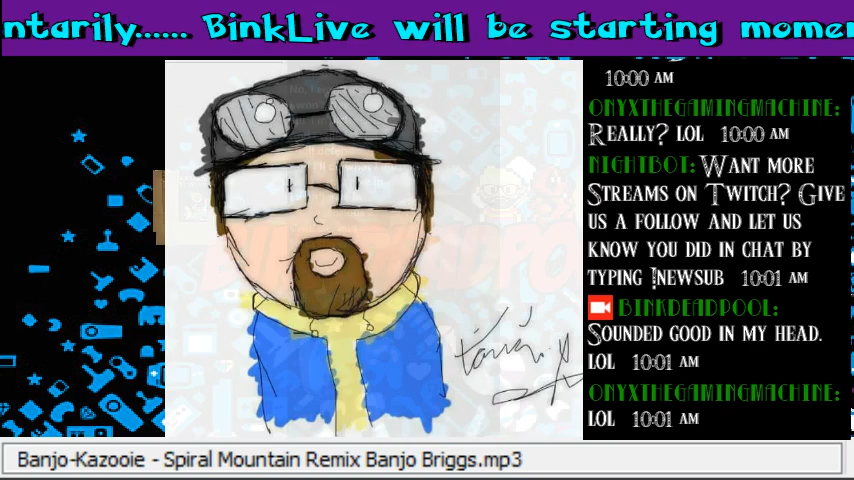 ntarily...... BinkLive will be starting momen
10:00 AM
OnyxTheGamingMachine:
Really? lol 10:00 AM
Nightbot: Want more
Streams on Twitch? Give
us a follow and let us
know you did in chat by
typing !newsub 10:01 AM
BinkDeadpool:
Sounded good in my head.
lol 10:01 AM
OnyxTheGamingMachine:
lol 10:01 AM
Banjo-Kazooie - Spiral Mountain Remix Banjo Briggs.mp3